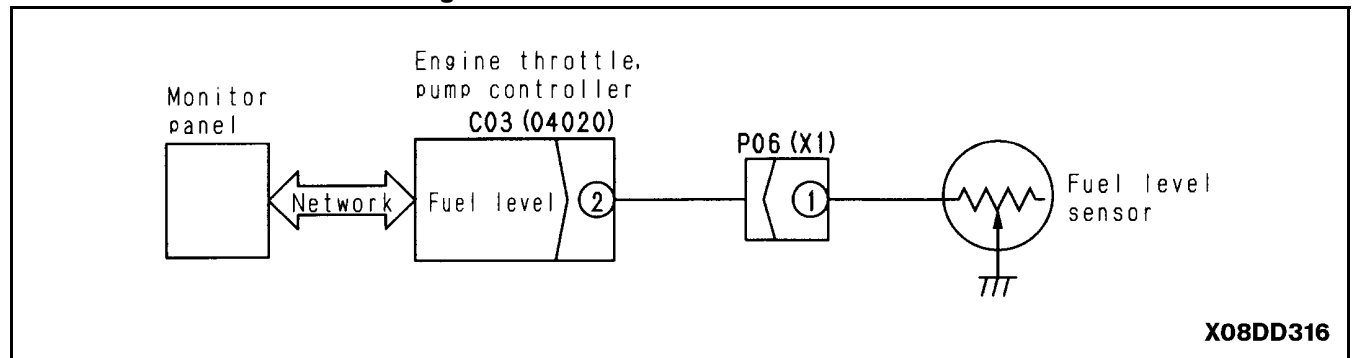 Monitor
panel
Engine throttle,
pump controller
C03 (04020)
Network
Fuel level
2
P06 (X1)
1
Fuel level
sensor
X08DD316